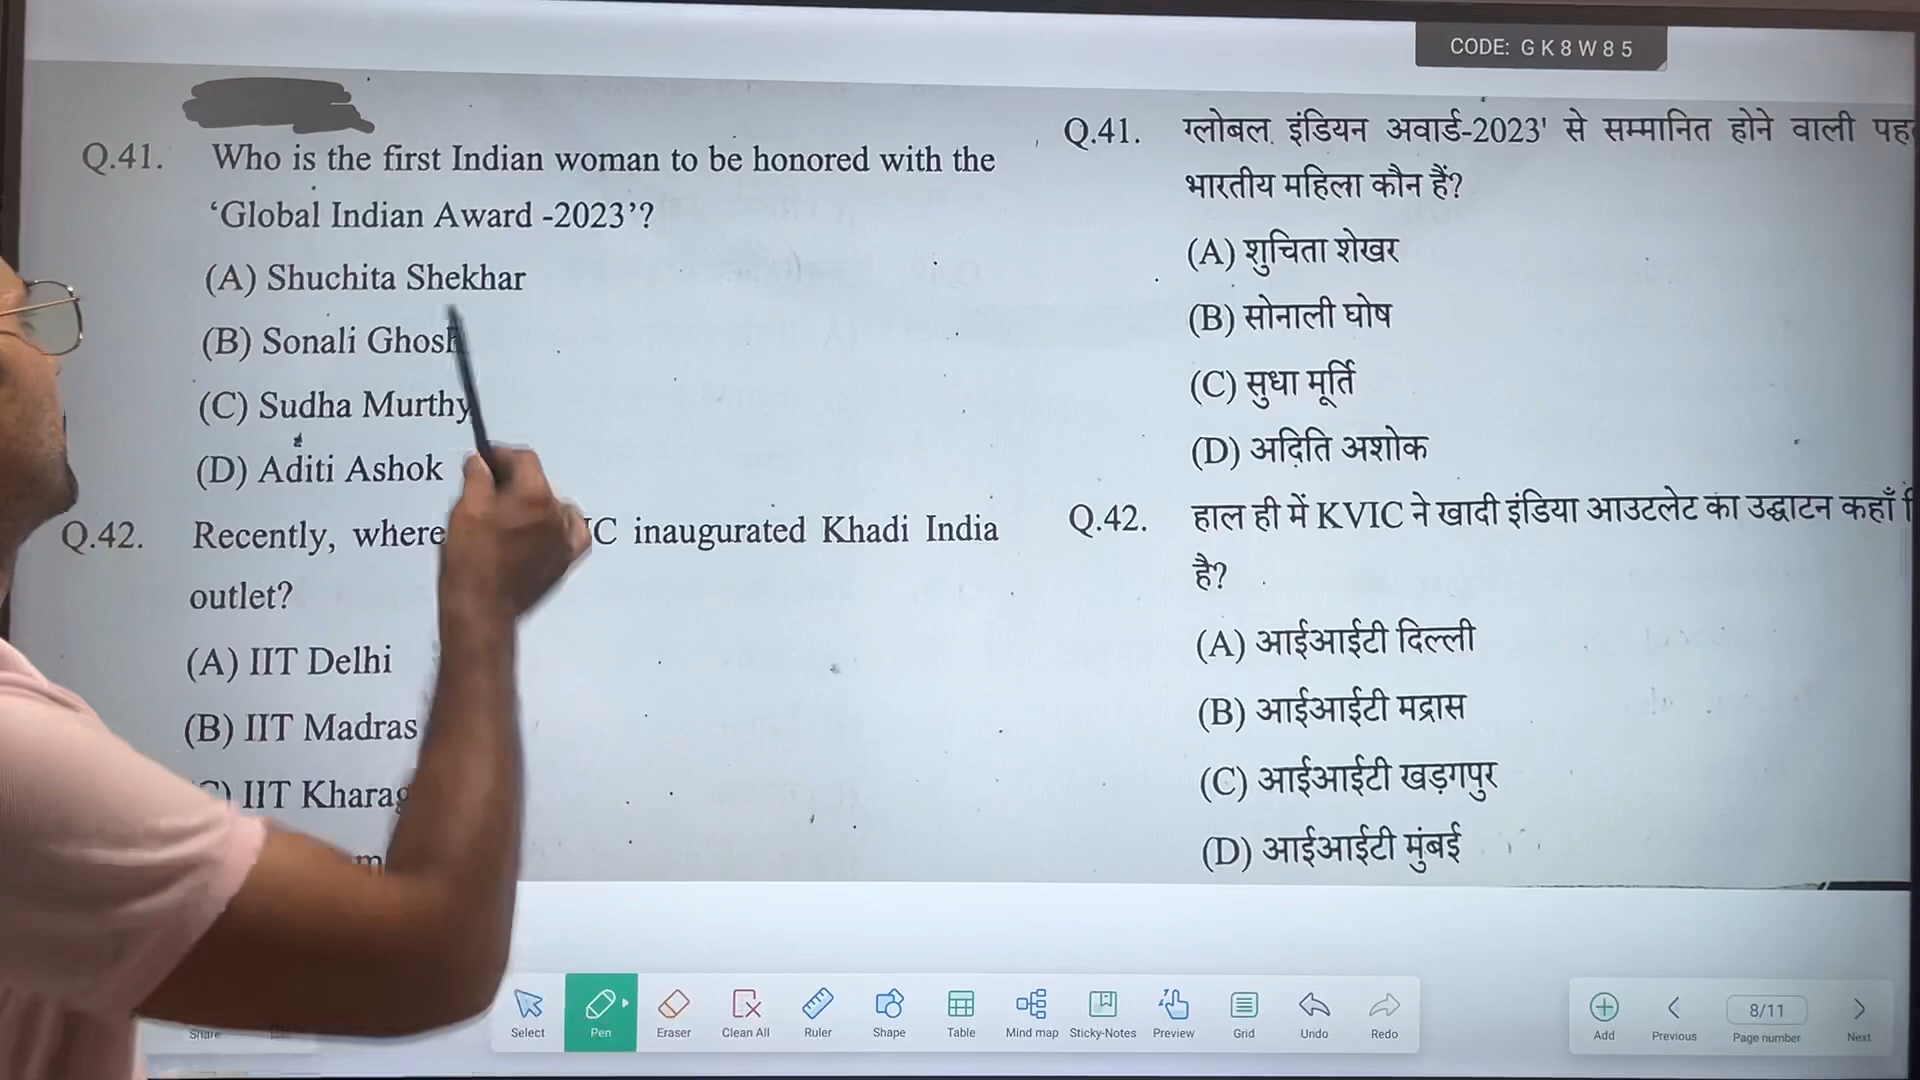 CODE: G K 8 W 8 5
Q.41. Who is the first Indian woman to be honored with the
‘Global Indian Award -2023’?
(A) Shuchita Shekhar
(B) Sonali Ghosh
(C) Sudha Murthy
(D) Aditi Ashok
Q.42. Recently, where IC inaugurated Khadi India
outlet?
(A) IIT Delhi
(B) IIT Madras
IIT Kharag
Q.41. ग्लोबल इंडियन अवार्ड-2023' से सम्मानित होने वाली पह
भारतीय महिला कौन हैं?
(A) शुचिता शेखर
(B) सोनाली घोष
(C) सुधा मूर्ति
(D) अदिति अशोक
Q.42. हाल ही में KVIC ने खादी इंडिया आउटलेट का उद्घाटन कहाँ
है?
(A) आईआईटी दिल्ली
(B) आईआईटी मद्रास
(C) आईआईटी खड़गपुर
(D) आईआईटी मुंबई
Share Select Pen Eraser Clean All Ruler Shape Table Mind map Sticky-Notes Preview Grid Undo Redo
8/11
Add Previous Page number Next